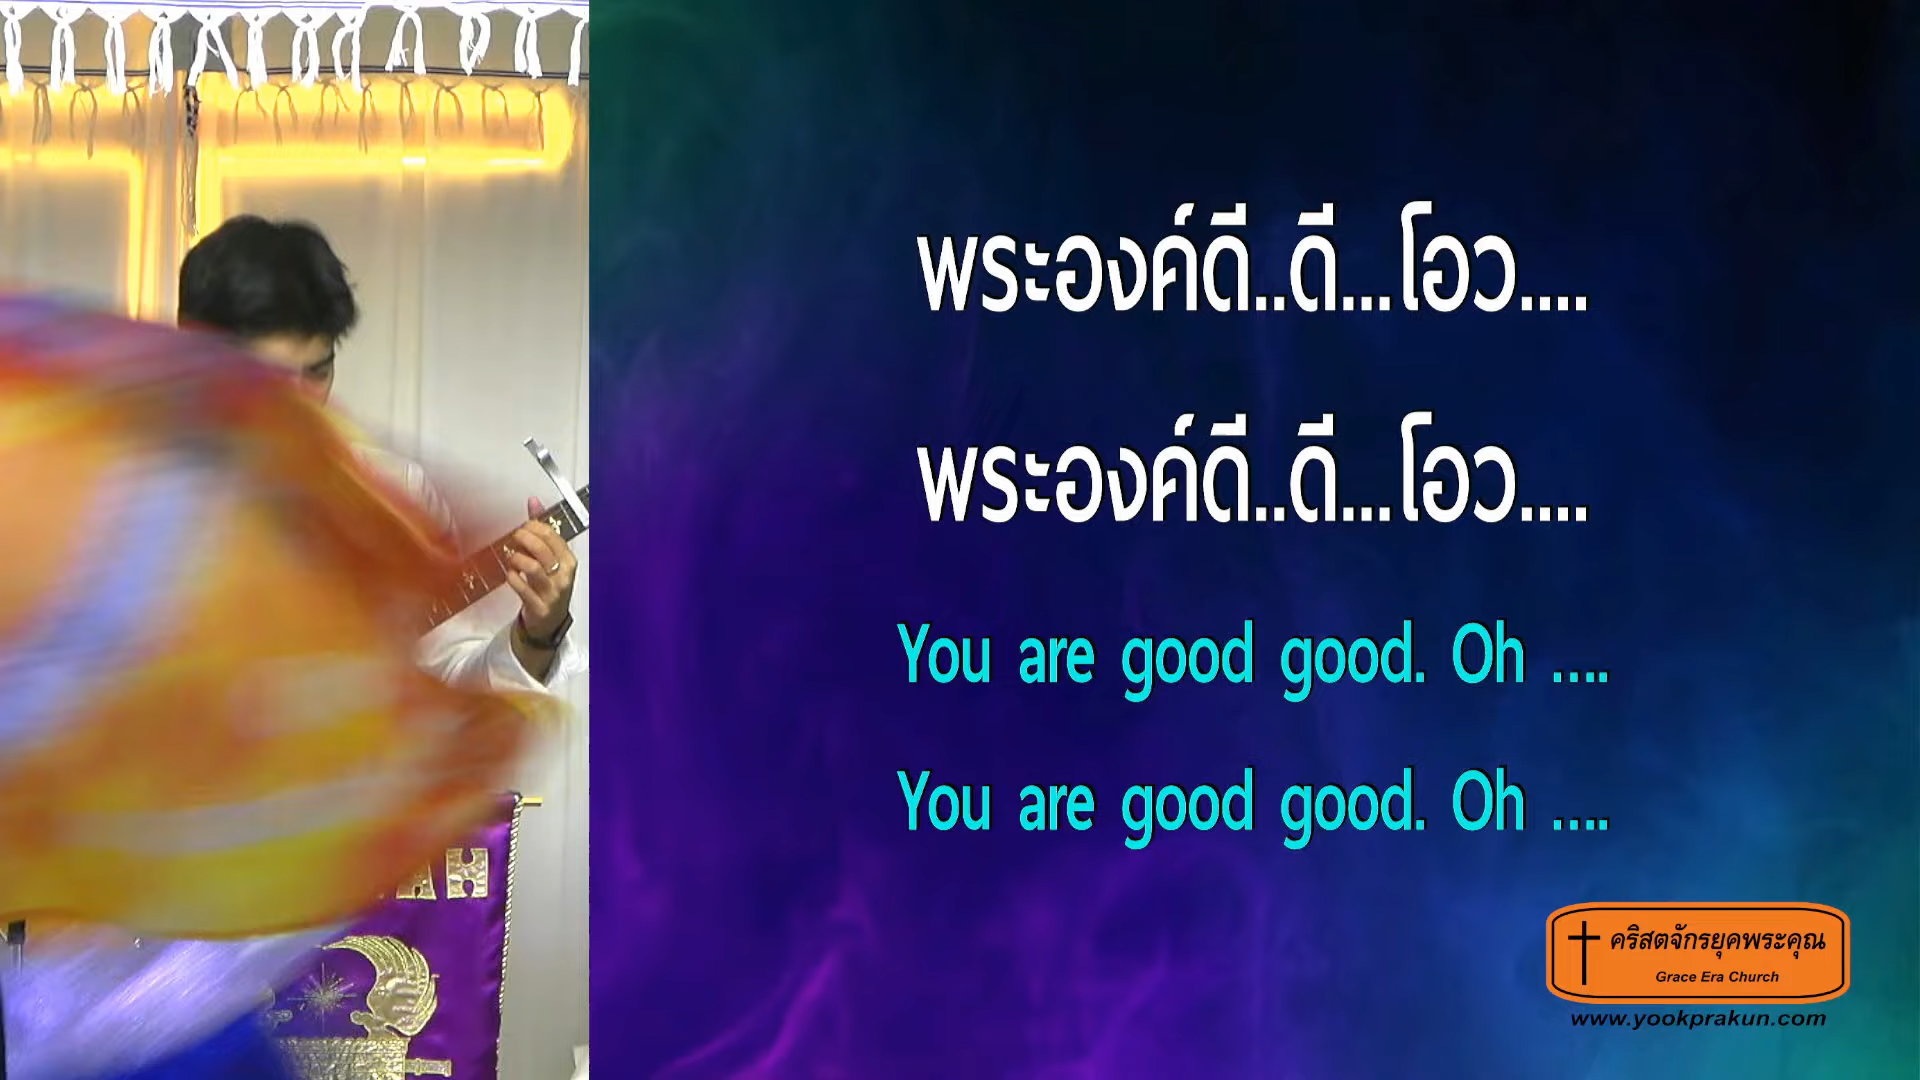 พระองค์ดี..ดี...โอว....
พระองค์ดี..ดี...โอว....
You are good good. Oh ....
You are good good. Oh ....
คริสตจักรยุคพระคุณ
Grace Era Church
www.yookprakun.com